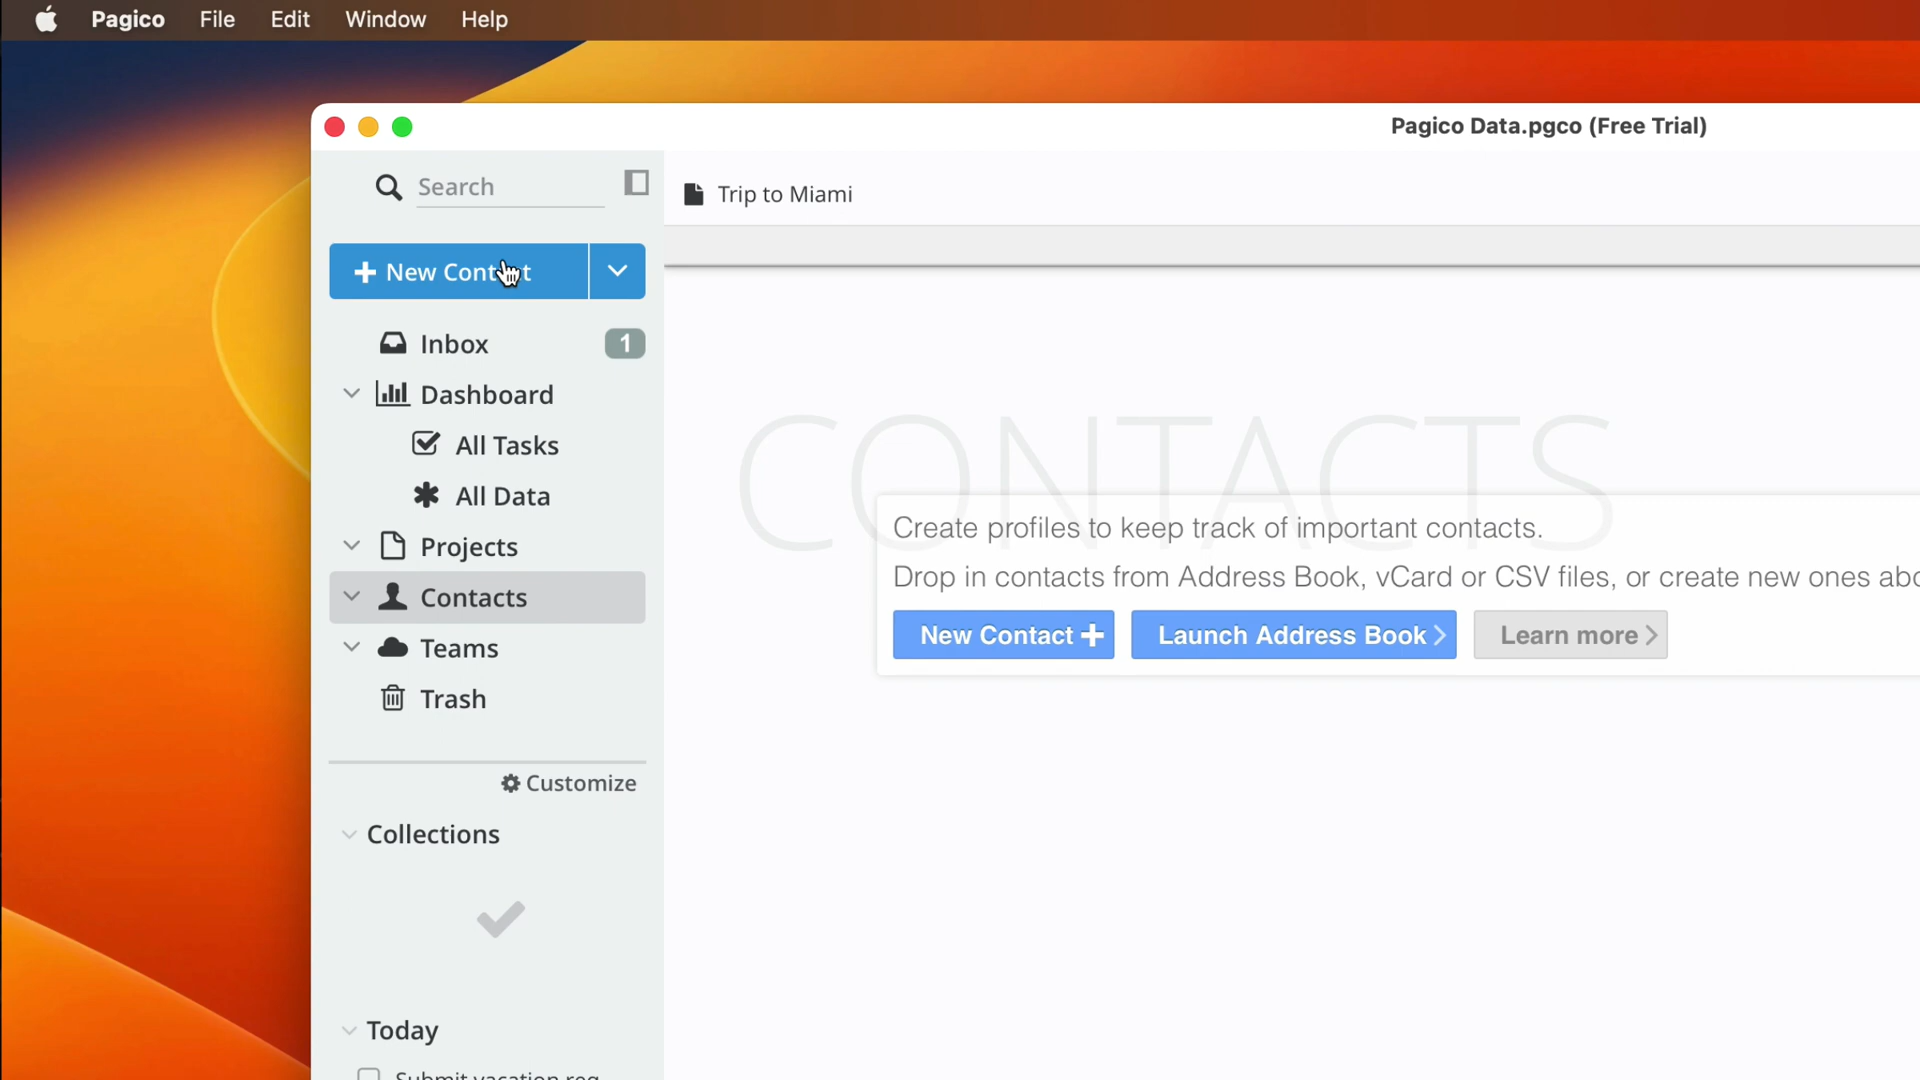 Pagico File Edit Window Help
Pagico Data.pgco (Free Trial)
Search
Trip to Miami
New Contact
Inbox 1
Dashboard
All Tasks
All Data
Projects
Contacts
Teams
Trash
Customize
Collections
Today
CONTACTS
Create profiles to keep track of important contacts.
Drop in contacts from Address Book, vCard or CSV files, or create new ones
New Contact
Launch Address Book
Learn more